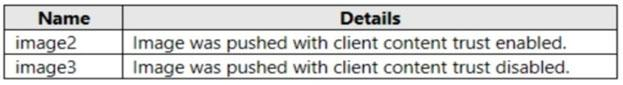 Name Details
image2 Image was pushed with client content trust enabled.
image3 Image was pushed with client content trust disabled.